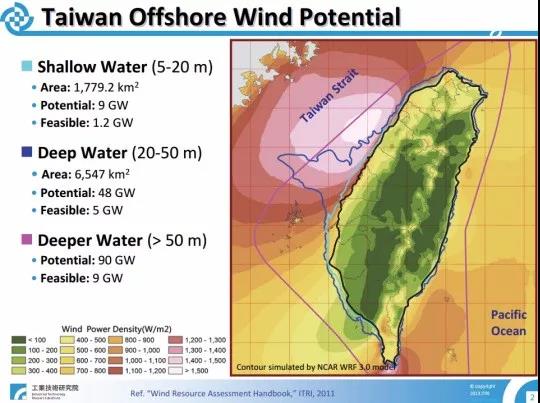 Taiwan Offshore Wind Potential
Shallow Water (5-20 m)
• Area: 1,779.2 km²
• Potential: 9 GW
• Feasible: 1.2 GW
Deep Water (20-50 m)
• Area: 6,547 km²
• Potential: 48 GW
• Feasible: 5 GW
Deeper Water (> 50 m)
• Potential: 90 GW
• Feasible: 9 GW
Taiwan Strait
Pacific
Ocean
Contour simulated by NCAR WRF 3.0 model
Wind Power Density(W/m2)
< 100 400 - 500 800 - 900 1,200 - 1,300
100 - 200 500 - 600 900 - 1,000 1,300 - 1,400
200 - 300 600 - 700 1,000 - 1,100 1,400 - 1,500
300 - 400 700 - 800 1,100 - 1,200 > 1,500
工業技術研究院
Industrial Technology
Research Institute
Ref. "Wind Resource Assessment Handbook," ITRI, 2011
© copyright
2013 ITRI
2